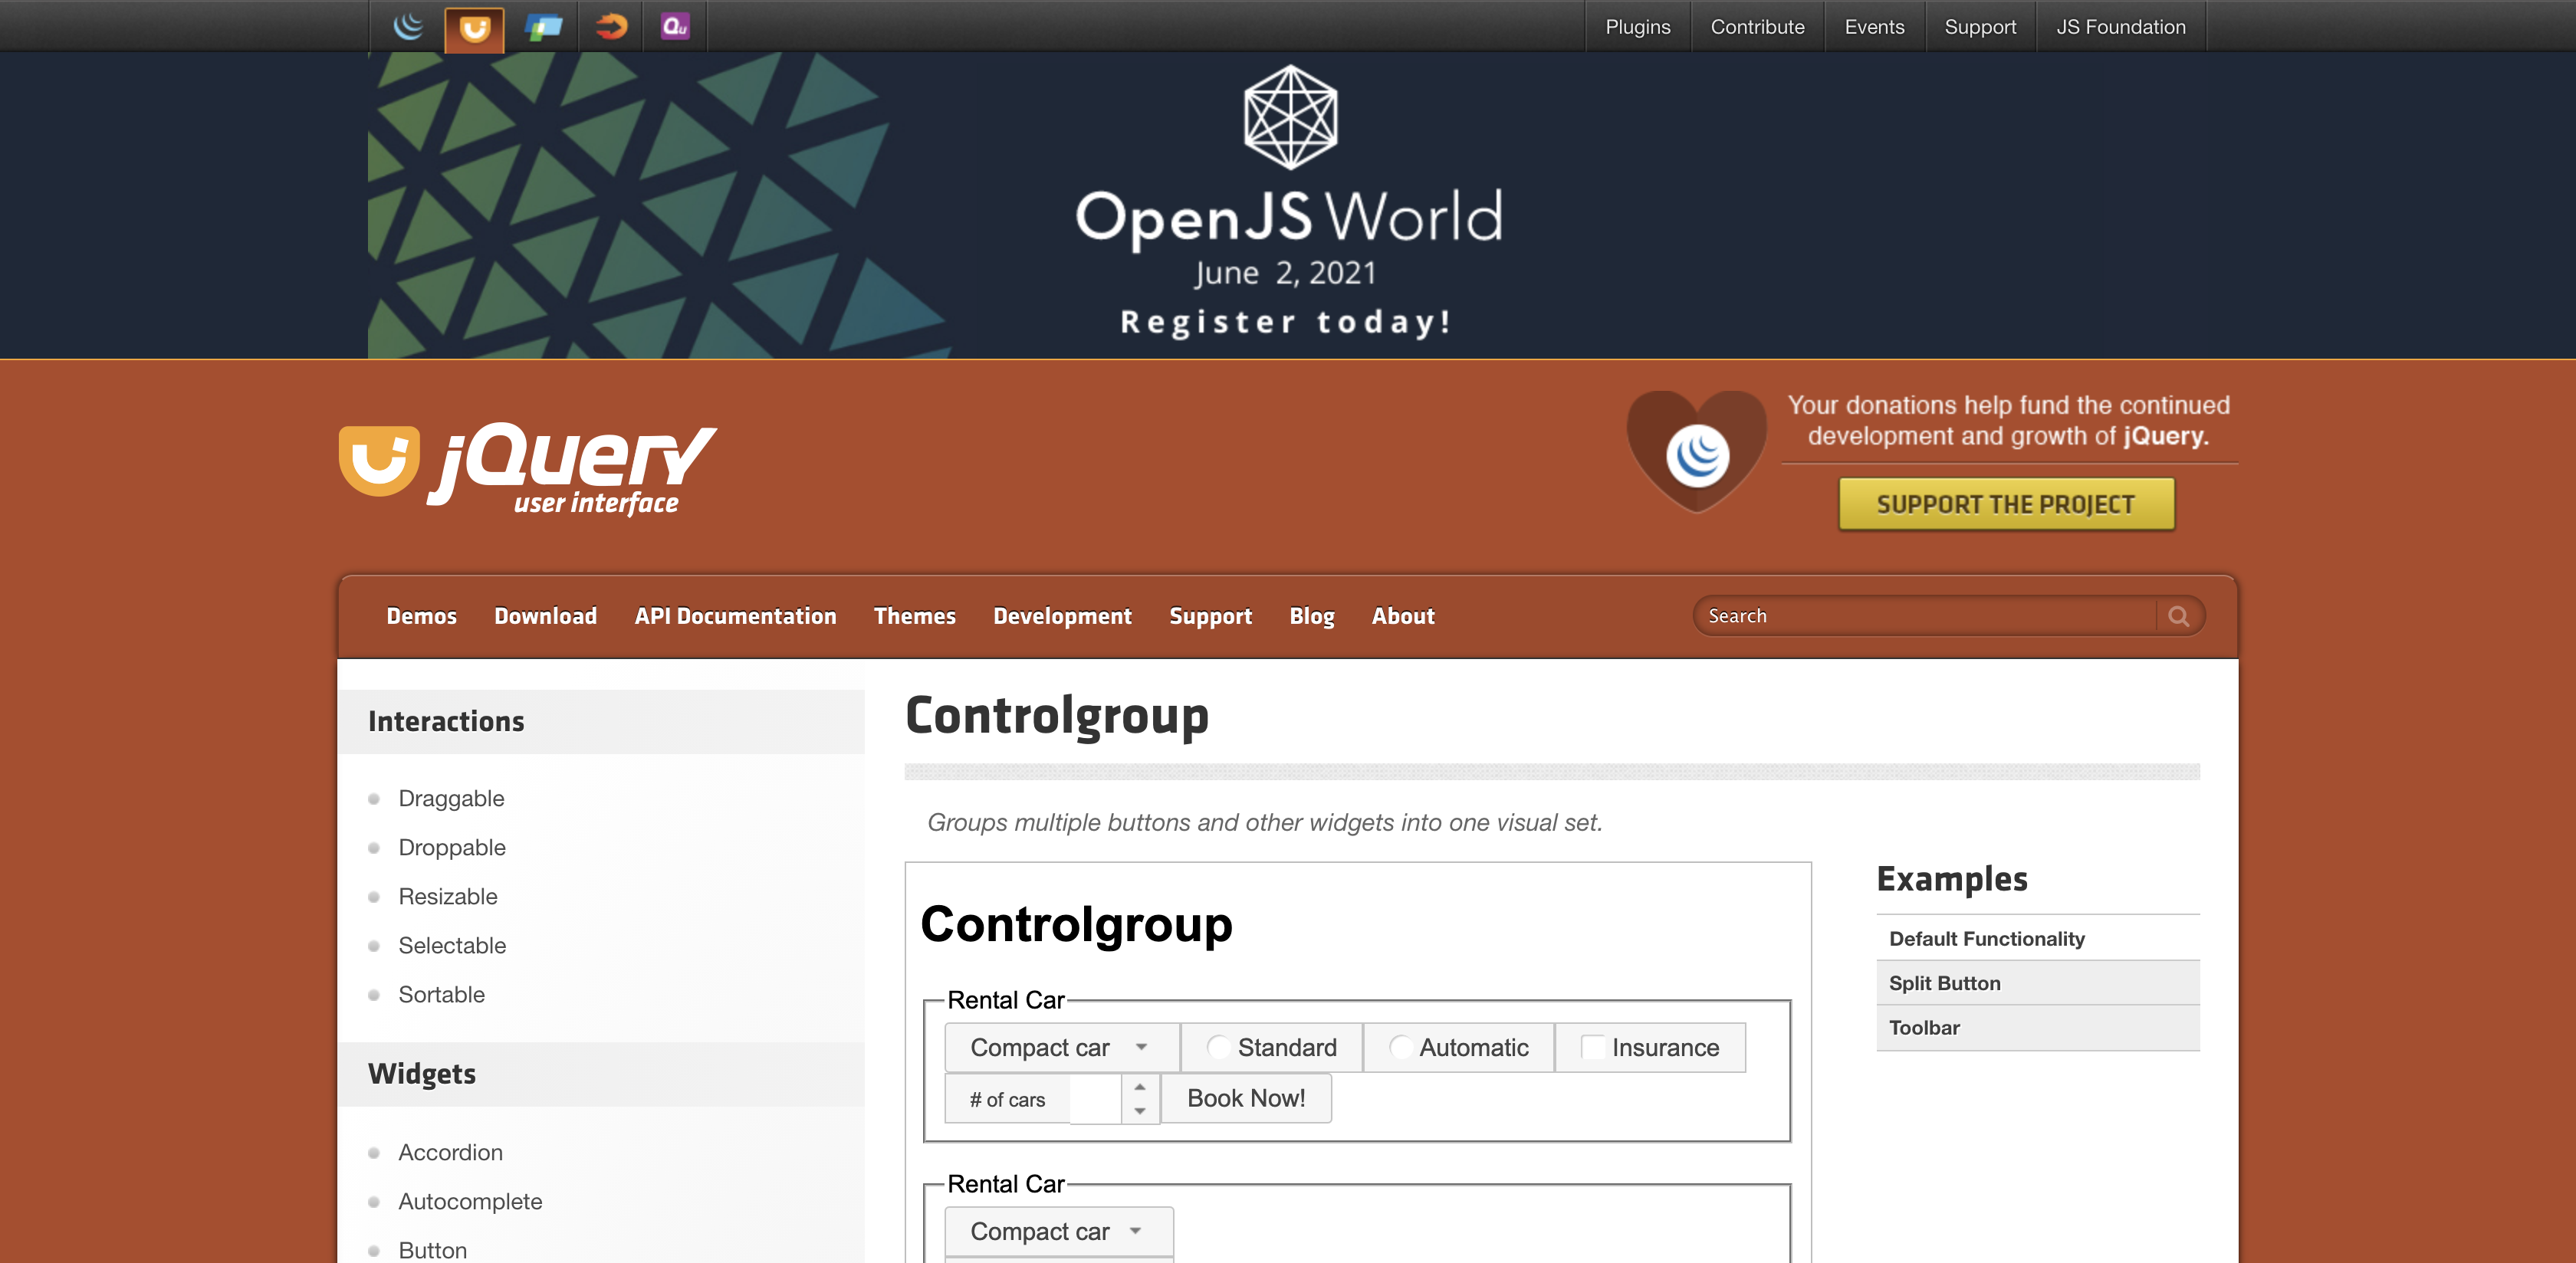 Qu
Plugins Contribute Events Support JS Foundation
OpenJS World
June 2, 2021
Register today!
jQuery
user interface
Your donations help fund the continued
development and growth of jQuery.
SUPPORT THE PROJECT
Demos Download API Documentation Themes Development Support Blog About Search
Interactions
Draggable
Droppable
Resizable
Selectable
Sortable
Widgets
Accordion
Autocomplete
Button
Controlgroup
Groups multiple buttons and other widgets into one visual set.
Controlgroup
Rental Car
Compact car Standard Automatic Insurance
# of cars Book Now!
Rental Car
Compact car
Examples
Default Functionality
Split Button
Toolbar